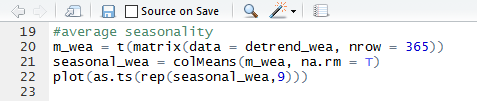 Source on Save
19 #average seasonality
20 m_wea = t(matrix(data = detrend_wea, nrow = 365))
21 seasonal_wea = colMeans(m_wea, na.rm = T)
22 plot(as.ts(rep(seasonal_wea,9)))
23